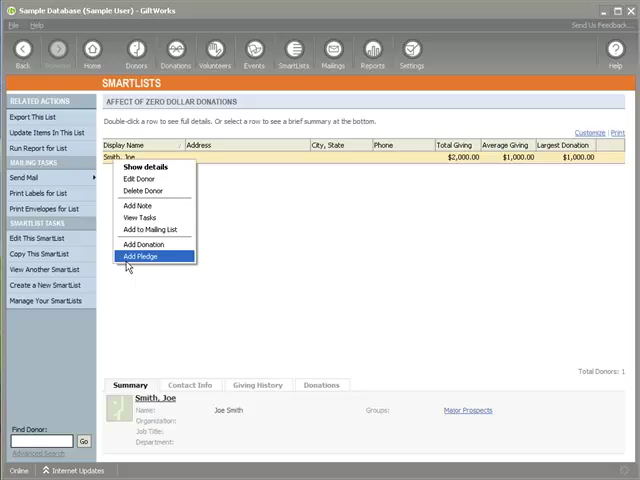 Sample Database (Sample User) - GiftWorks
File Help Send Us Feedback...
Back Home Donors Donations Volunteers Events SmartLists Mailings Reports Settings Help
SMARTLISTS
RELATED ACTIONS
Export This List
Update Items In This List
Run Report for List
MAILING TASKS
Send Mail
Print Labels for List
Print Envelopes for List
SMARTLIST TASKS
Edit This SmartList
Copy This SmartList
View Another SmartList
Create a New SmartList
Manage Your SmartLists
Find Donor:
Go
Advanced Search
AFFECT OF ZERO DOLLAR DONATIONS
Double-click a row to see full details. Or select a row to see a brief summary at the bottom.
Customize Print
Display Name Address City, State Phone Total Giving Average Giving Largest Donation
Smith, Joe $2,000.00 $1,000.00 $1,000.00
Show details
Edit Donor
Delete Donor
Add Note
View Tasks
Add to Mailing List
Add Donation
Add Pledge
Total Donors: 1
Summary Contact Info Giving History Donations
Smith, Joe
Name: Joe Smith Groups: Major Prospects
Organization:
Job Title:
Department:
Online Internet Updates